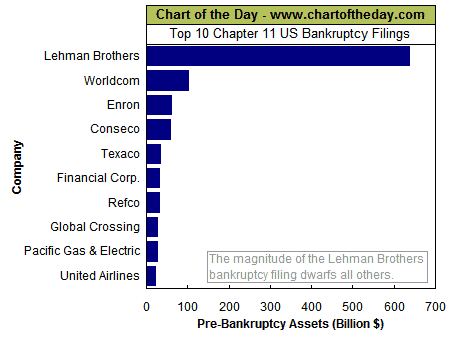 Chart of the Day - www.chartoftheday.com
Top 10 Chapter 11 US Bankruptcy Filings
Company
Lehman Brothers
Worldcom
Enron
Conseco
Texaco
Financial Corp.
Refco
Global Crossing
Pacific Gas & Electric
United Airlines
The magnitude of the Lehman Brothers
bankruptcy filing dwarfs all others.
0 100 200 300 400 500 600 700
Pre-Bankruptcy Assets (Billion $)